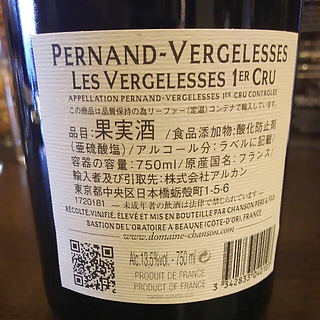 PERNAND-VERGELESSES
LES VERGELESSES 1ER CRU
APPELLATION PERNAND-VERGELESSES 1ER CRU CONTRÔLÉE
この商品は品質保持の為リーファー(定温)コンテナで輸入しています。
品目:果実酒/食品添加物:酸化防止剤
(亜硫酸塩)/アルコール分:ラベルに記載/
容器の容量:750ml/原産国名:フランス/
輸入者及び引取先:株式会社アルカン
東京都中央区日本橋蛎殻町1-5-6
1720181 ー未成年者の飲酒は法律で禁じられていますー
RÉCOLTÉ, VINIFIÉ, ÉLEVÉ ET MIS EN BOUTEILLE PAR CHANSON PÈRE & FILS
BASTION DE L'ORATOIRE À BEAUNE (CÔTE-D'OR), FRANCE
www.domaine-chanson.com
Alc.13,5%vol. - 750 ml
PRODUIT DE FRANCE
PRODUCT OF FRANCE